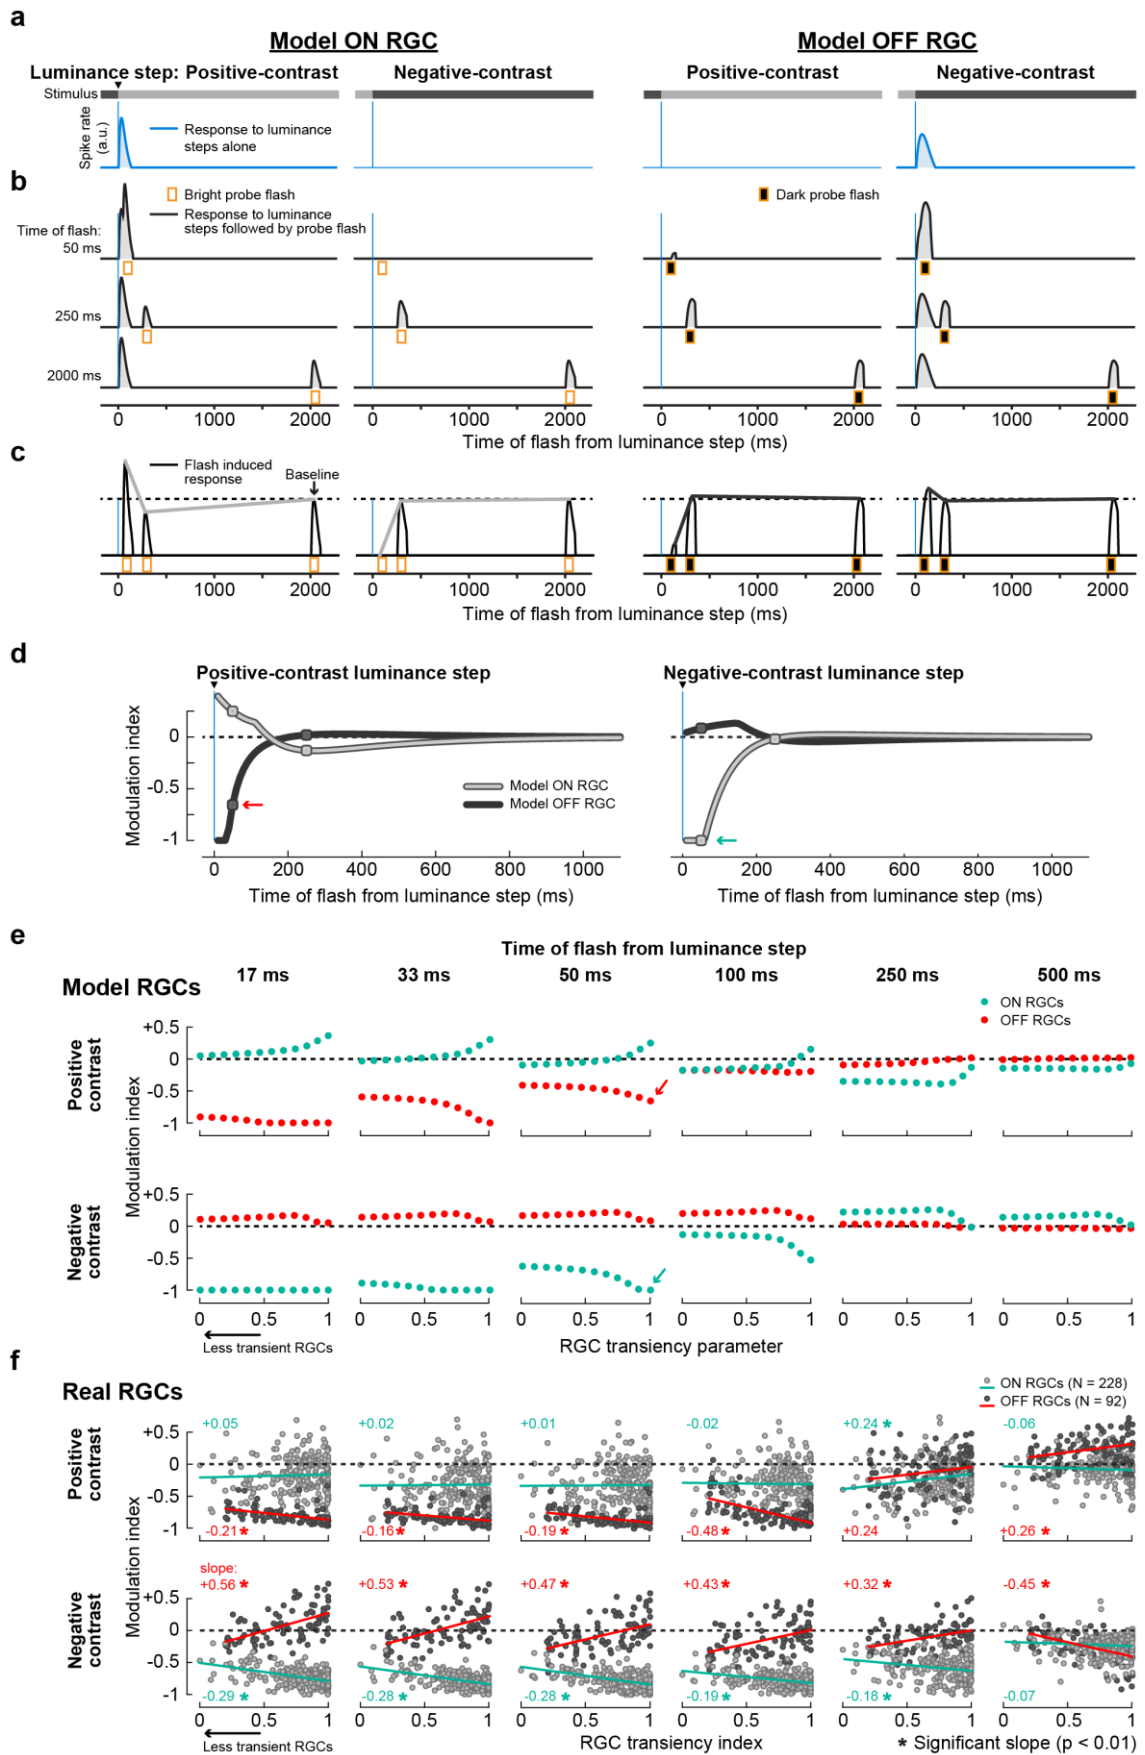 a
Model ON RGC
Model OFF RGC
Luminance step: Positive-contrast
Negative-contrast
Positive-contrast
Negative-contrast
Stimulus
Spike rate
(a.u.)
Response to luminance
steps alone
b
Bright probe flash
Dark probe flash
Response to luminance
steps followed by probe flash
Time of flash:
50 ms
250 ms
2000 ms
0 1000 2000
0 1000 2000
0 1000 2000
0 1000 2000
Time of flash from luminance step (ms)
c
Flash induced
response
Baseline
0 1000 2000
0 1000 2000
0 1000 2000
0 1000 2000
Time of flash from luminance step (ms)
d
Positive-contrast luminance step
Negative-contrast luminance step
Modulation index
0
-0.5
-1
Model ON RGC
Model OFF RGC
0 200 400 600 800 1000
0 200 400 600 800 1000
Time of flash from luminance step (ms)
Time of flash from luminance step (ms)
e
Time of flash from luminance step
17 ms 33 ms 50 ms 100 ms 250 ms 500 ms
Model RGCs
ON RGCs
OFF RGCs
Positive
contrast
Modulation index
+0.5
0
-0.5
-1
Negative
contrast
+0.5
0
-0.5
-1
0 0.5 1
0 0.5 1
0 0.5 1
0 0.5 1
0 0.5 1
0 0.5 1
Less transient RGCs
RGC transiency parameter
f
Real RGCs
ON RGCs (N = 228)
OFF RGCs (N = 92)
Positive
contrast
Modulation index
+0.5
0
-0.5
-1
+0.05 +0.02 +0.01 -0.02 +0.24 * -0.06
-0.21 * -0.16 * -0.19 * -0.48 * +0.24 +0.26 *
Negative
contrast
+0.5
0
-0.5
-1
slope:
+0.56 * +0.53 * +0.47 * +0.43 * +0.32 * -0.45 *
-0.29 * -0.28 * -0.28 * -0.19 * -0.18 * -0.07
0 0.5 1
0 0.5 1
0 0.5 1
0 0.5 1
0 0.5 1
0 0.5 1
Less transient RGCs
RGC transiency index
* Significant slope (p < 0.01)